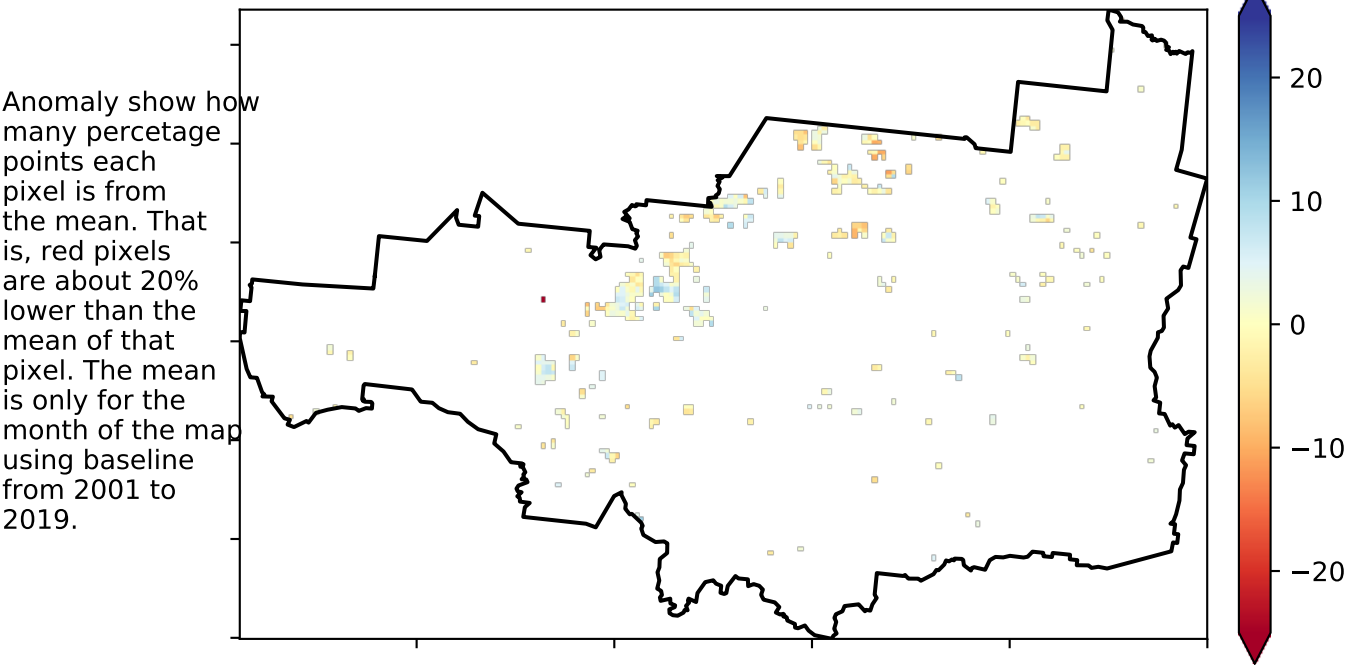 Anomaly show how
many percetage
points each
pixel is from
the mean. That
is, red pixels
are about 20%
lower than the
mean of that
pixel. The mean
is only for the
month of the map
using baseline
from 2001 to
2019.
20
10
0
−10
−20